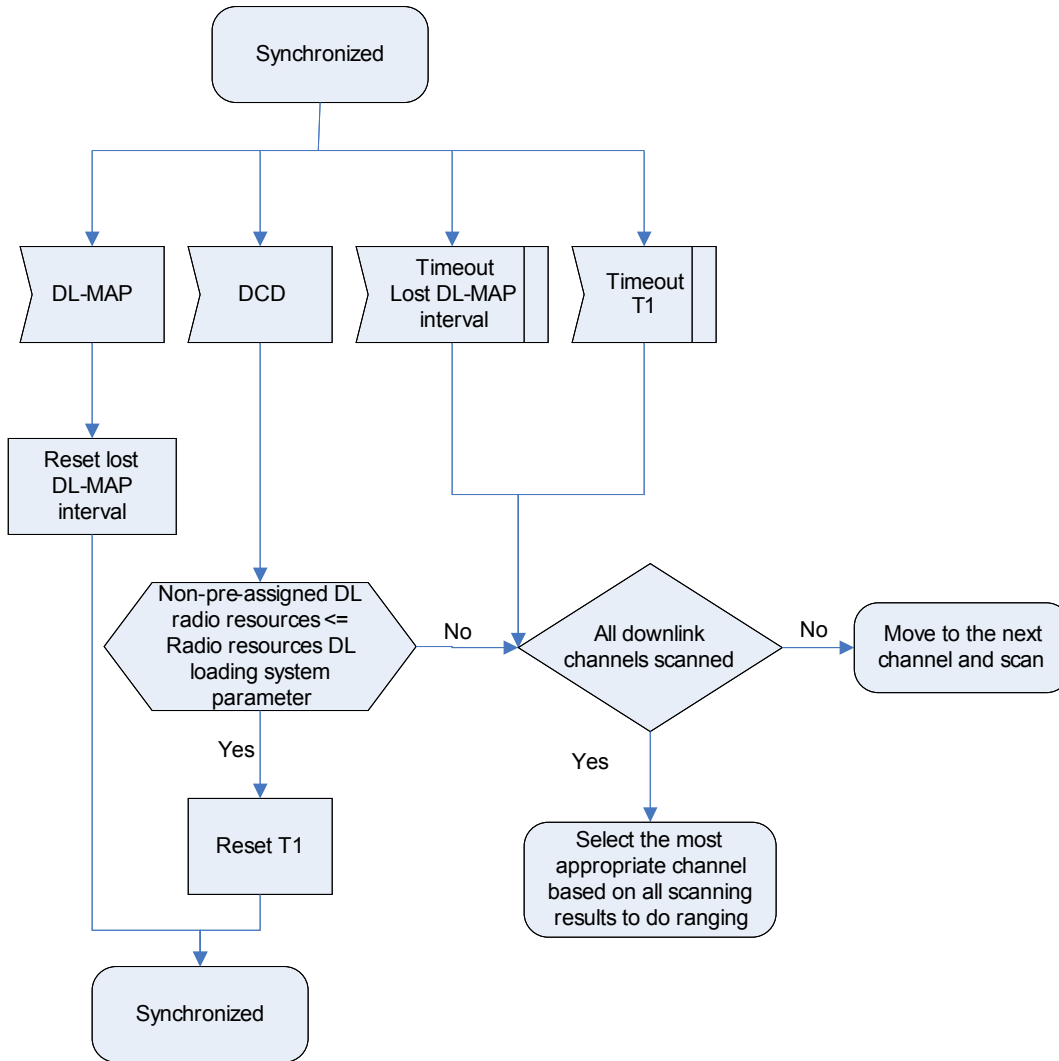 Synchronized
DL-MAP
DCD
Timeout
Lost DL-MAP
interval
Timeout
T1
Reset lost
DL-MAP
interval
Non-pre-assigned DL
radio resources <=
Radio resources DL
loading system
parameter
No
All downlink
channels scanned
No
Move to the next
channel and scan
Yes
Yes
Reset T1
Select the most
appropriate channel
based on all scanning
results to do ranging
Synchronized